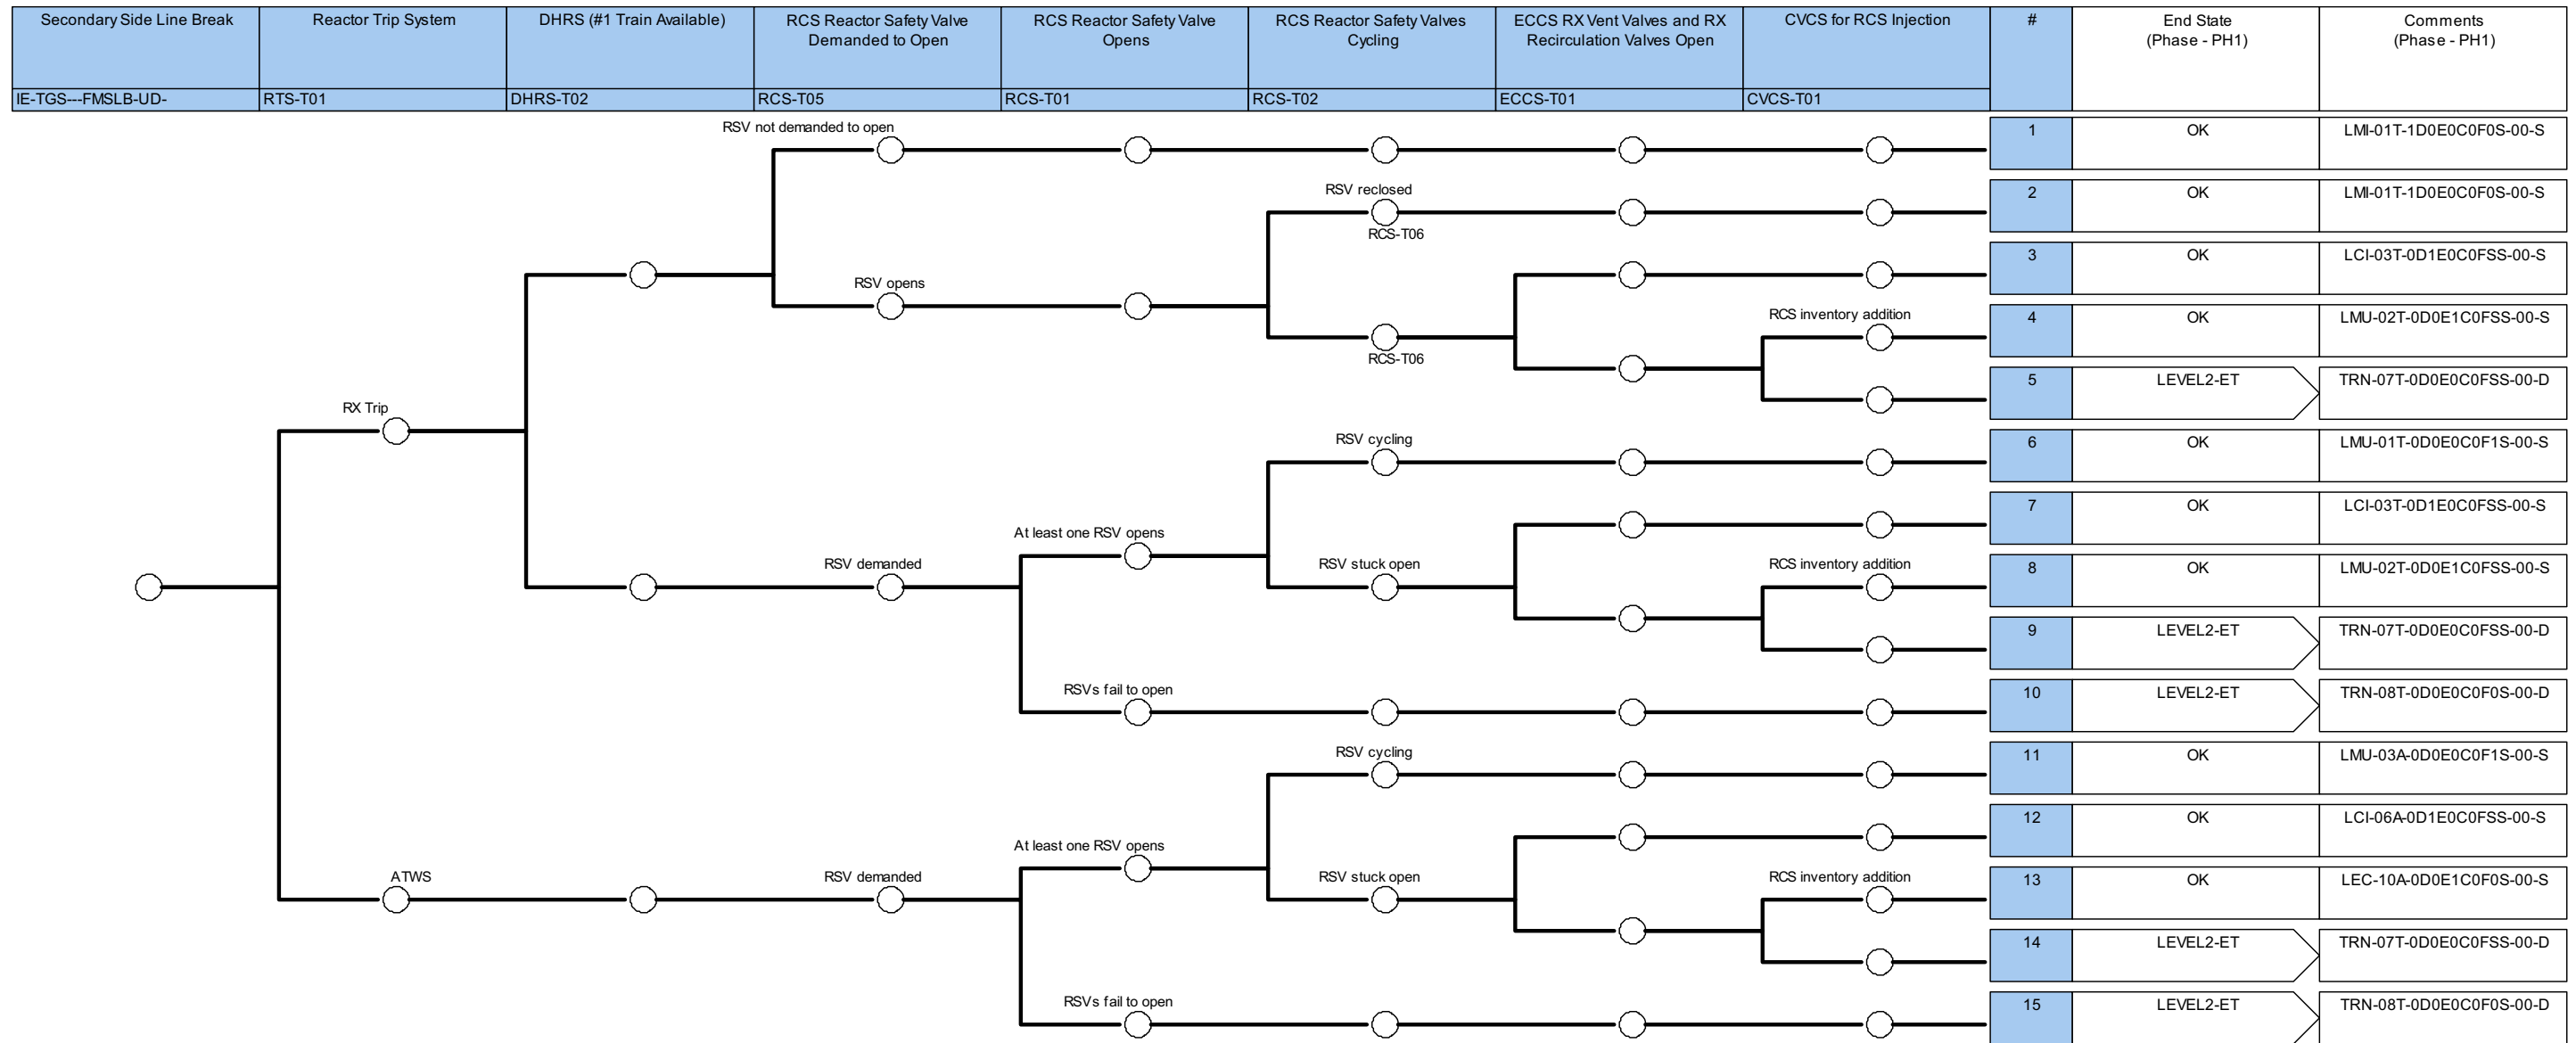 Secondary Side Line Break
Reactor Trip System
DHRS (#1 Train Available)
RCS Reactor Safety Valve
Demanded to Open
RCS Reactor Safety Valve
Opens
RCS Reactor Safety Valves
Cycling
ECCS RX Vent Valves and RX
Recirculation Valves Open
CVCS for RCS Injection
#
End State
(Phase - PH1)
Comments
(Phase - PH1)
IE-TGS---FMSLB-UD-
RTS-T01
DHRS-T02
RCS-T05
RCS-T01
RCS-T02
ECCS-T01
CVCS-T01
RSV not demanded to open
1
OK
LMI-01T-1D0E0C0F0S-00-S
RSV reclosed
RCS-T06
2
OK
LMI-01T-1D0E0C0F0S-00-S
RSV opens
3
OK
LCI-03T-0D1E0C0FSS-00-S
RCS-T06
RCS inventory addition
4
OK
LMU-02T-0D0E1C0FSS-00-S
5
LEVEL2-ET
TRN-07T-0D0E0C0FSS-00-D
RX Trip
RSV cycling
6
OK
LMU-01T-0D0E0C0F1S-00-S
At least one RSV opens
7
OK
LCI-03T-0D1E0C0FSS-00-S
RSV demanded
RSV stuck open
RCS inventory addition
8
OK
LMU-02T-0D0E1C0FSS-00-S
9
LEVEL2-ET
TRN-07T-0D0E0C0FSS-00-D
RSVs fail to open
10
LEVEL2-ET
TRN-08T-0D0E0C0F0S-00-D
RSV cycling
11
OK
LMU-03A-0D0E0C0F1S-00-S
At least one RSV opens
12
OK
LCI-06A-0D1E0C0FSS-00-S
ATWS
RSV demanded
RSV stuck open
RCS inventory addition
13
OK
LEC-10A-0D0E1C0F0S-00-S
14
LEVEL2-ET
TRN-07T-0D0E0C0FSS-00-D
RSVs fail to open
15
LEVEL2-ET
TRN-08T-0D0E0C0F0S-00-D